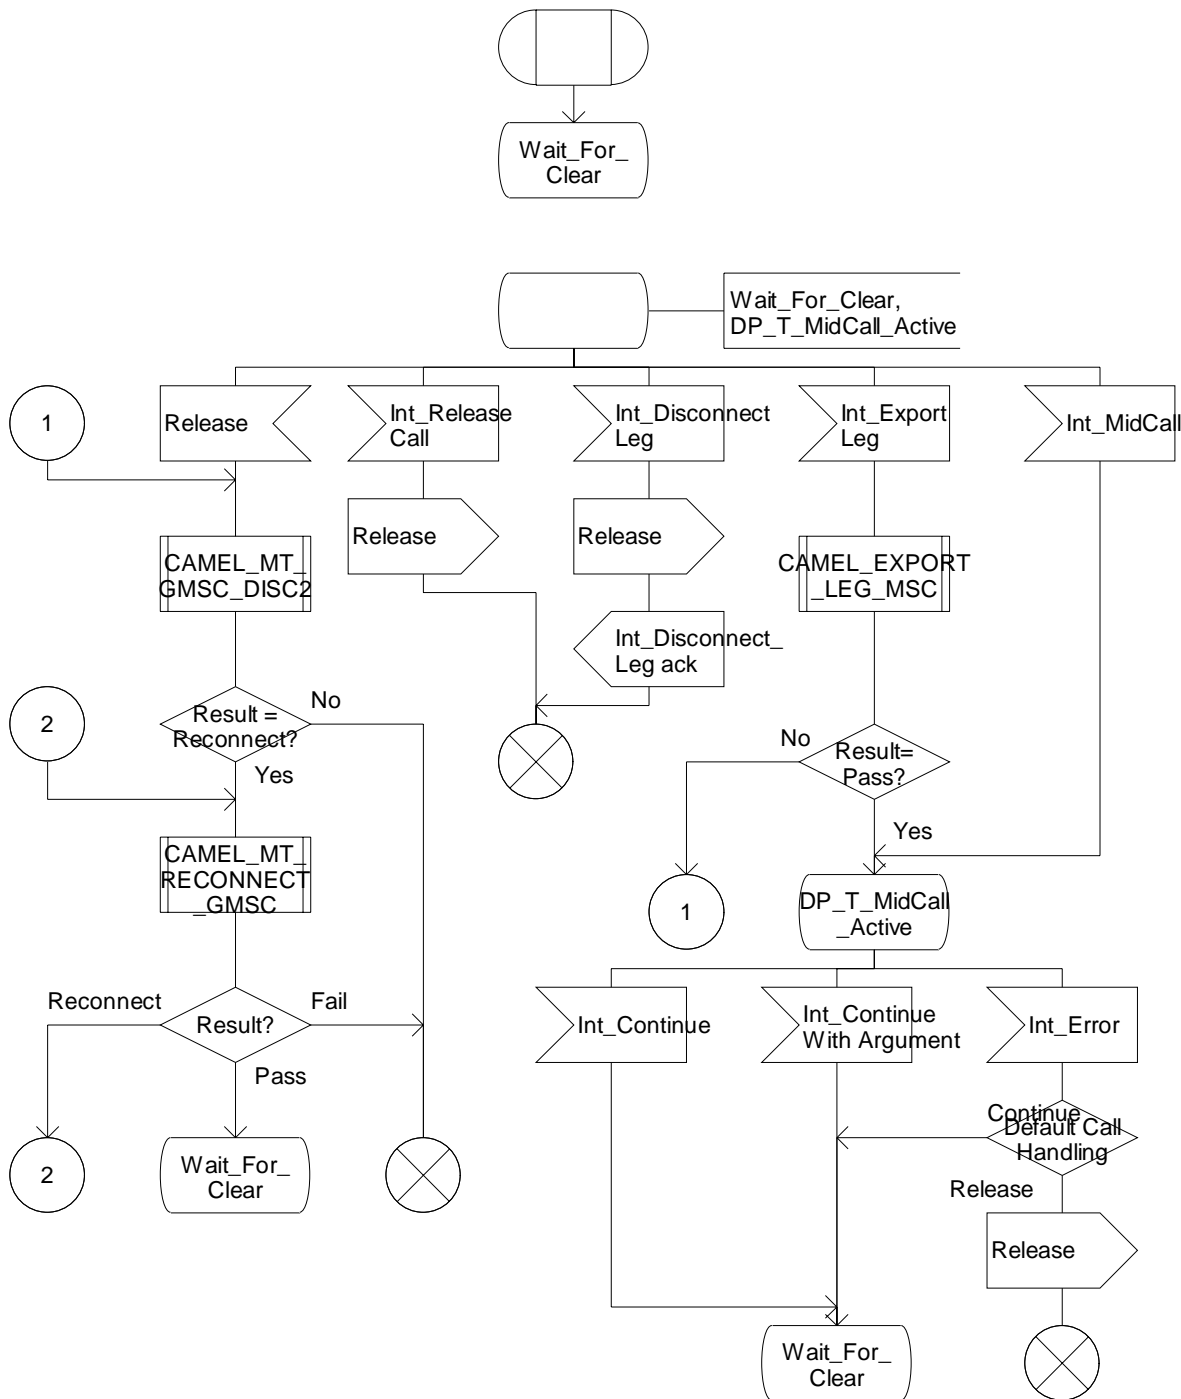 Wait_For_
Clear
Wait_For_Clear,
DP_T_MidCall_Active
1
Release
Int_Release
Call
Int_Disconnect
Leg
Int_Export
Leg
Int_MidCall
CAMEL_MT_
GMSC_DISC2
Release
Release
CAMEL_EXPORT
_LEG_MSC
Int_Disconnect_
Leg ack
2
Result =
Reconnect?
No
Yes
No
Result=
Pass?
Yes
CAMEL_MT_
RECONNECT
_GMSC
1
DP_T_MidCall
_Active
Reconnect
Result?
Fail
Pass
Int_Continue
Int_Continue
With Argument
Int_Error
Continue
Default Call
Handling
2
Wait_For_
Clear
Release
Release
Wait_For_
Clear